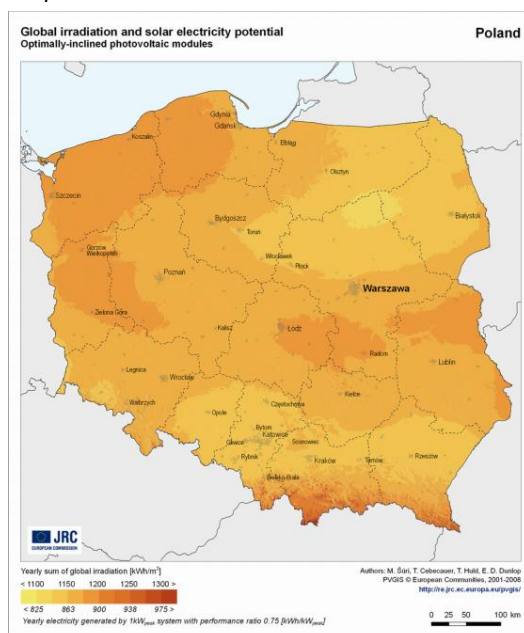 Global irradiation and solar electricity potential
Optimally-inclined photovoltaic modules
Poland
Gdynia
Gdańsk
Koszalin
Elbląg
Olsztyn
Szczecin
Białystok
Bydgoszcz
Toruń
Gorzów
Wielkopolski
Włocławek
Płock
Poznań
Warszawa
Zielona Góra
Kalisz
Łódź
Radom
Lublin
Legnica
Wrocław
Wałbrzych
Kielce
Opole
Częstochowa
Bytom
Katowice
Gliwice
Sosnowiec
Rybnik
Kraków
Tarnów
Rzeszów
Bielsko-Biała
JRC
EUROPEAN COMMISSION
Yearly sum of global irradiation [kWh/m²]
< 1100 1150 1200 1250 1300 >
< 825 863 900 938 975 >
Yearly electricity generated by 1kWpeak system with performance ratio 0.75 [kWh/kWpeak]
Authors: M. Šúri, T. Cebecauer, T. Huld, E. D. Dunlop
PVGIS © European Communities, 2001-2008
http://re.jrc.ec.europa.eu/pvgis/
0 25 50 100 km